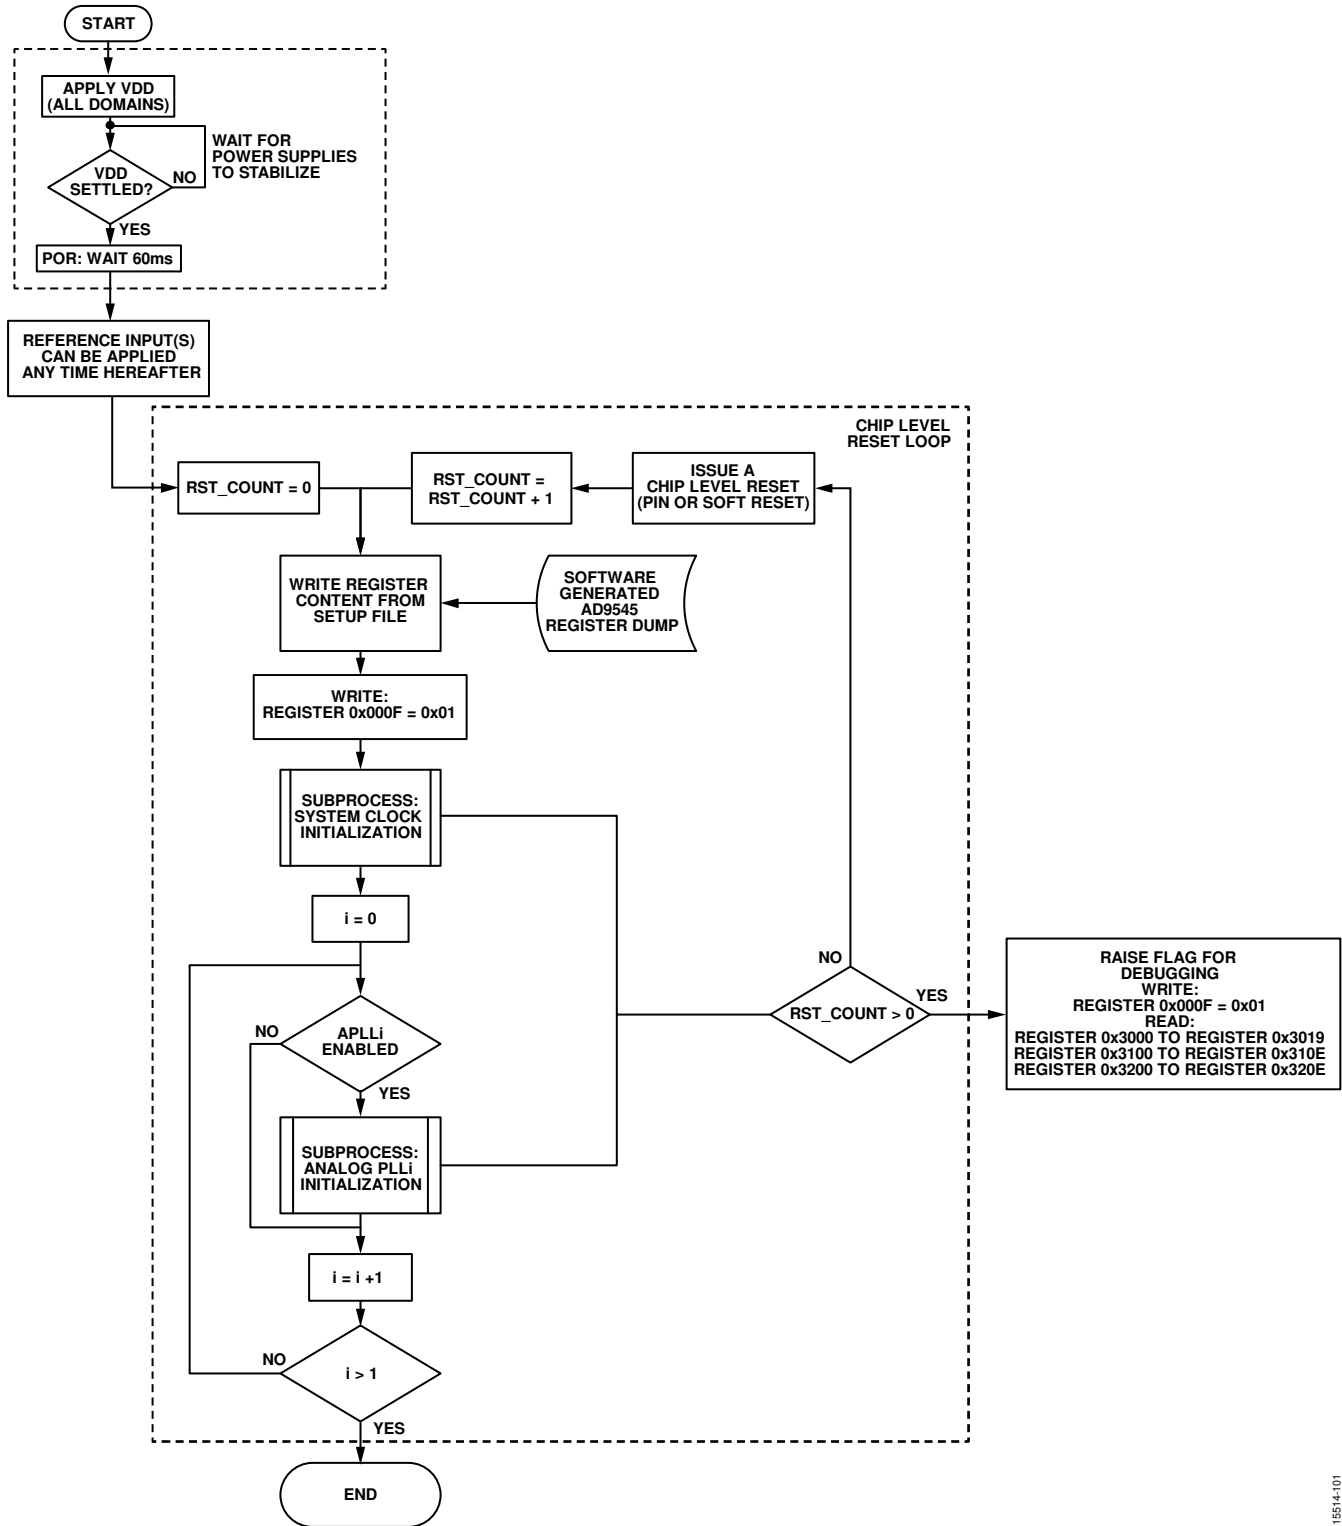 START
APPLY VDD
(ALL DOMAINS)
WAIT FOR
POWER SUPPLIES
TO STABILIZE
VDD
SETTLED?
NO
YES
POR: WAIT 60ms
REFERENCE INPUT(S)
CAN BE APPLIED
ANY TIME HEREAFTER
CHIP LEVEL
RESET LOOP
RST_COUNT = 0
RST_COUNT =
RST_COUNT + 1
ISSUE A
CHIP LEVEL RESET
(PIN OR SOFT RESET)
WRITE REGISTER
CONTENT FROM
SETUP FILE
SOFTWARE
GENERATED
AD9545
REGISTER DUMP
WRITE:
REGISTER 0x000F = 0x01
SUBPROCESS:
SYSTEM CLOCK
INITIALIZATION
i = 0
NO
APLLi
ENABLED
YES
NO
RST_COUNT > 0
YES
RAISE FLAG FOR
DEBUGGING
WRITE:
REGISTER 0x000F = 0x01
READ:
REGISTER 0x3000 TO REGISTER 0x3019
REGISTER 0x3100 TO REGISTER 0x310E
REGISTER 0x3200 TO REGISTER 0x320E
SUBPROCESS:
ANALOG PLLi
INITIALIZATION
i = i +1
NO
i > 1
YES
END
15514-101